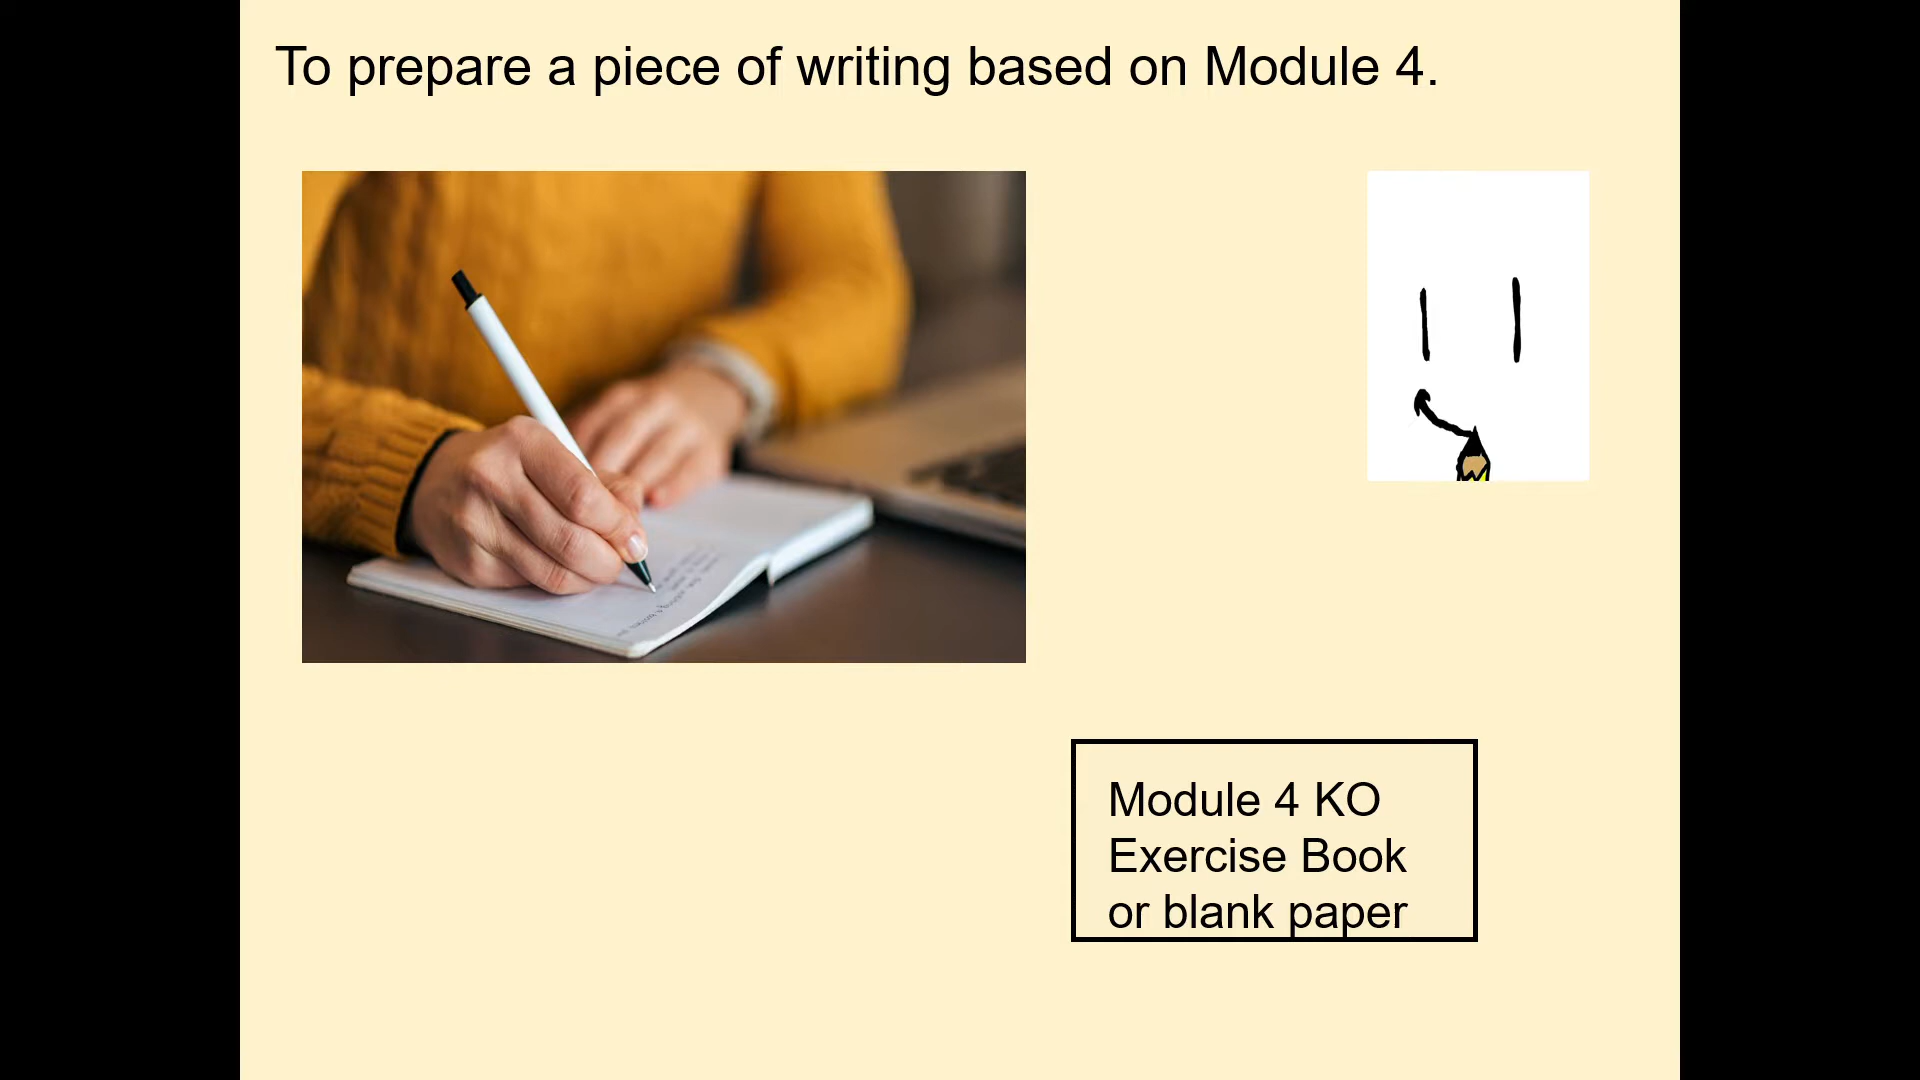 To prepare a piece of writing based on Module 4.
Module 4 KO
Exercise Book
or blank paper